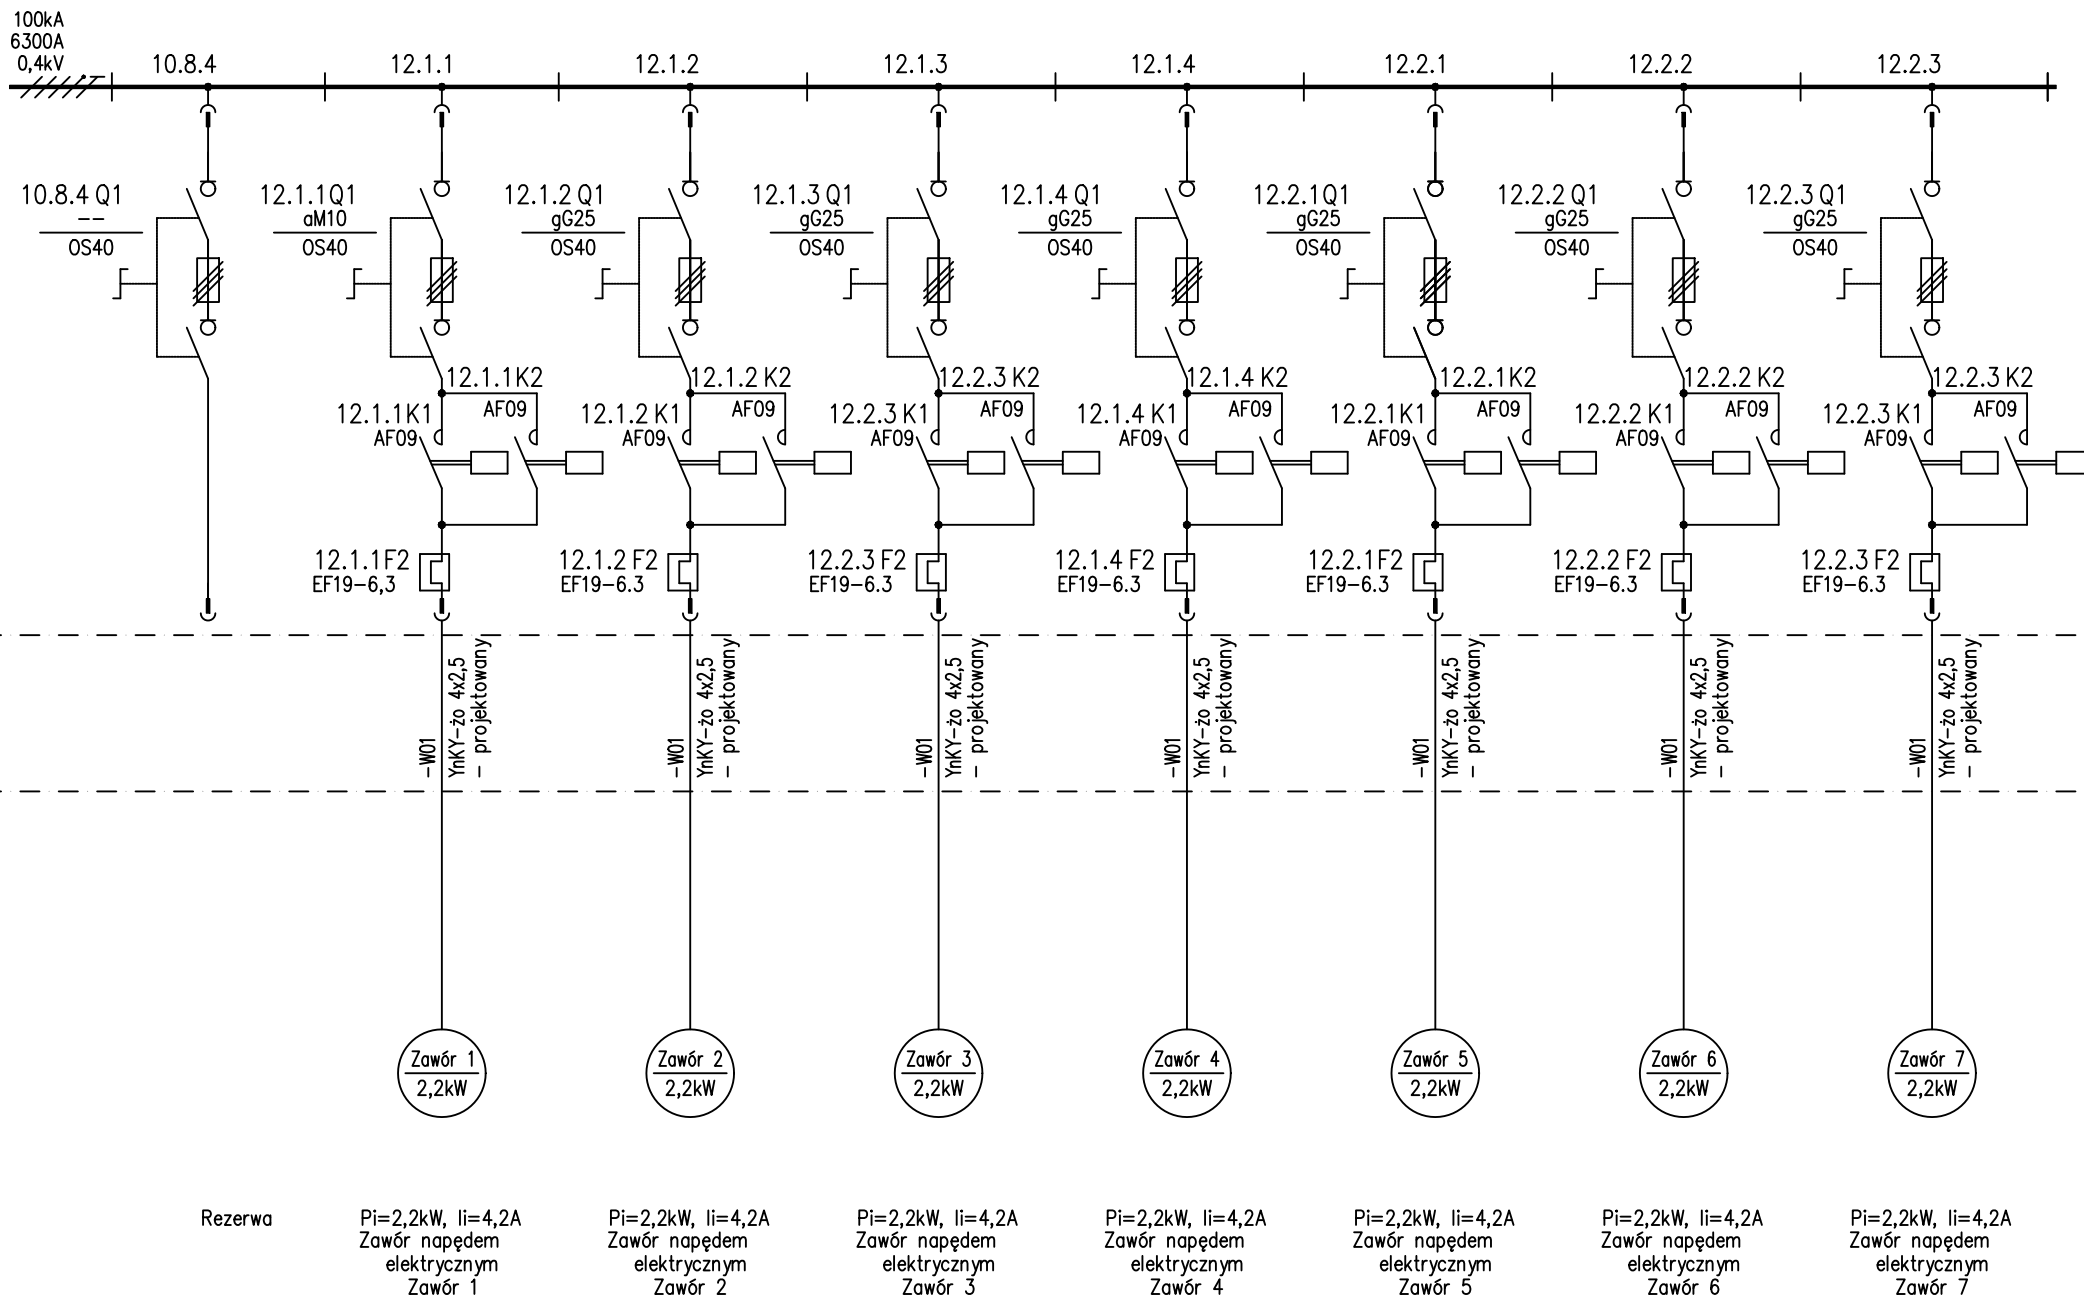 100kA
6300A
0,4kV
10.8.4
12.1.1
12.1.2
12.1.3
12.1.4
12.2.1
12.2.2
12.2.3
10.8.4 Q1
--
OS40
12.1.1 Q1
aM10
OS40
12.1.2 Q1
gG25
OS40
12.1.3 Q1
gG25
OS40
12.1.4 Q1
gG25
OS40
12.2.1 Q1
gG25
OS40
12.2.2 Q1
gG25
OS40
12.2.3 Q1
gG25
OS40
12.1.1 K2
AF09
12.1.1 K1
AF09
12.1.2 K2
AF09
12.1.2 K1
AF09
12.2.3 K2
AF09
12.2.3 K1
AF09
12.1.4 K2
AF09
12.1.4 K1
AF09
12.2.1 K2
AF09
12.2.1 K1
AF09
12.2.2 K2
AF09
12.2.2 K1
AF09
12.2.3 K2
AF09
12.2.3 K1
AF09
12.1.1 F2
EF19-6,3
12.1.2 F2
EF19-6.3
12.2.3 F2
EF19-6.3
12.1.4 F2
EF19-6.3
12.2.1 F2
EF19-6.3
12.2.2 F2
EF19-6.3
12.2.3 F2
EF19-6.3
-W01
YnKY-żo 4x2,5
- projektowany
-W01
YnKY-żo 4x2,5
- projektowany
-W01
YnKY-żo 4x2,5
- projektowany
-W01
YnKY-żo 4x2,5
- projektowany
-W01
YnKY-żo 4x2,5
- projektowany
-W01
YnKY-żo 4x2,5
- projektowany
-W01
YnKY-żo 4x2,5
- projektowany
Zawór 1
2,2kW
Zawór 2
2,2kW
Zawór 3
2,2kW
Zawór 4
2,2kW
Zawór 5
2,2kW
Zawór 6
2,2kW
Zawór 7
2,2kW
Rezerwa
Pi=2,2kW, Ii=4,2A
Zawór napędem
elektrycznym
Zawór 1
Pi=2,2kW, Ii=4,2A
Zawór napędem
elektrycznym
Zawór 2
Pi=2,2kW, Ii=4,2A
Zawór napędem
elektrycznym
Zawór 3
Pi=2,2kW, Ii=4,2A
Zawór napędem
elektrycznym
Zawór 4
Pi=2,2kW, Ii=4,2A
Zawór napędem
elektrycznym
Zawór 5
Pi=2,2kW, Ii=4,2A
Zawór napędem
elektrycznym
Zawór 6
Pi=2,2kW, Ii=4,2A
Zawór napędem
elektrycznym
Zawór 7